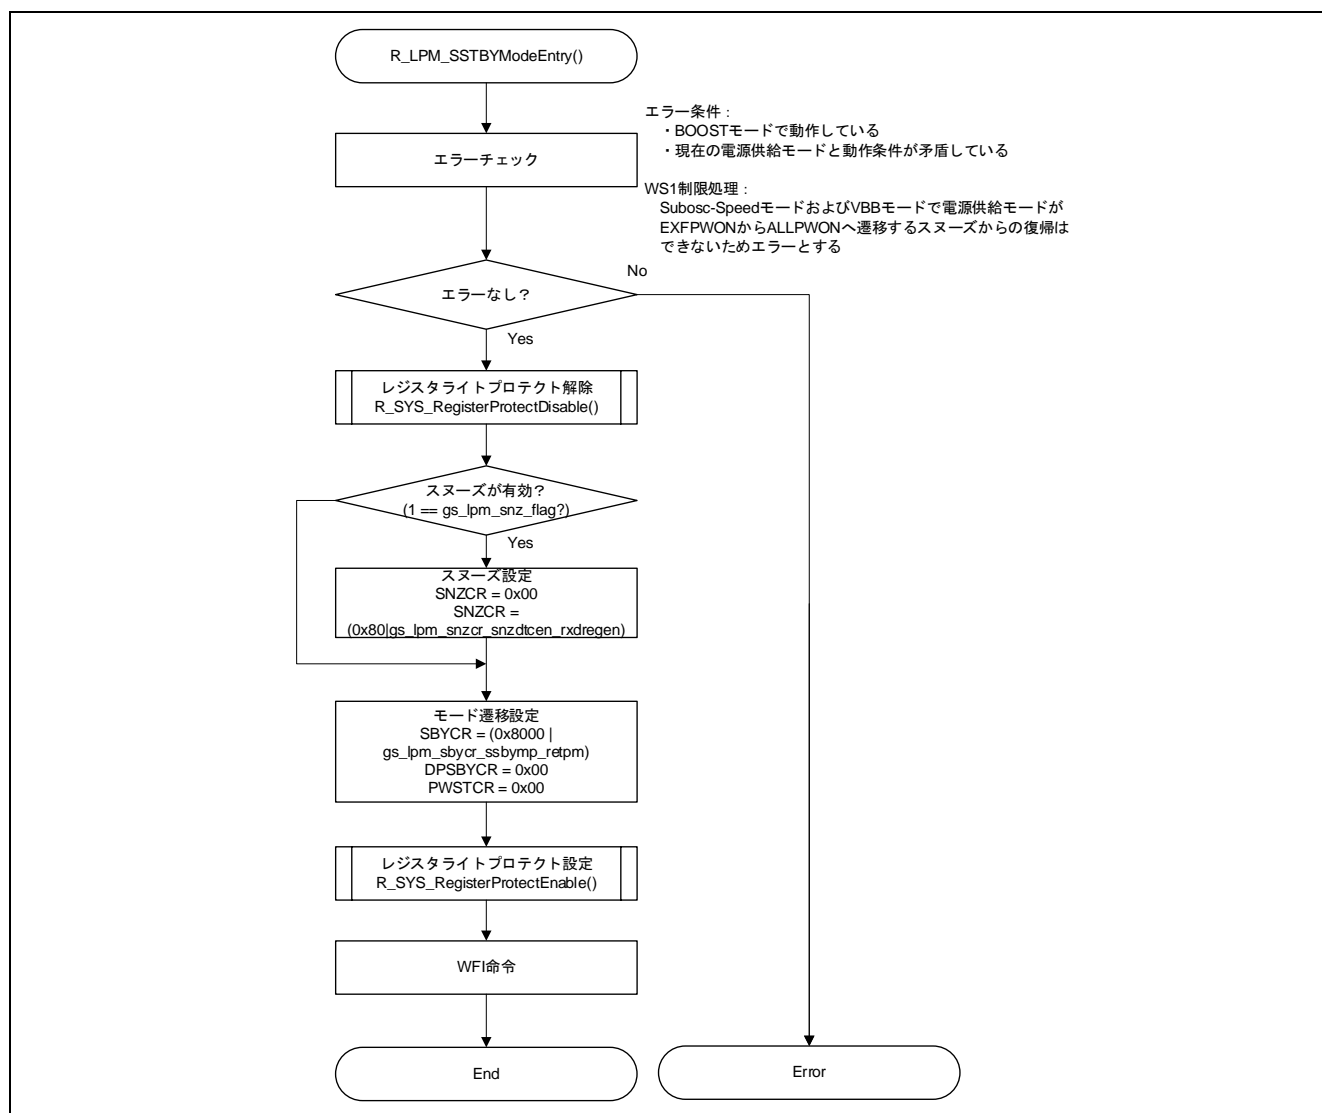 R_LPM_SSTBYModeEntry()
エラーチェック
エラー条件：
・BOOSTモードで動作している
・現在の電源供給モードと動作条件が矛盾している
WS1制限処理：
Subosc-SpeedモードおよびVBBモードで電源供給モードが
EXFPWONからALLPWONへ遷移するスヌーズからの復帰は
できないためエラーとする
No
エラーなし？
Yes
レジスタライトプロテクト解除
R_SYS_RegisterProtectDisable()
スヌーズが有効？
(1 == gs_lpm_snz_flag?)
Yes
スヌーズ設定
SNZCR = 0x00
SNZCR =
(0x80|gs_lpm_snzcr_snzdtcen_rxdregen)
モード遷移設定
SBYCR = (0x8000 |
gs_lpm_sbycr_ssbymp_retpm)
DPSBYCR = 0x00
PWSTCR = 0x00
レジスタライトプロテクト設定
R_SYS_RegisterProtectEnable()
WFI命令
End
Error